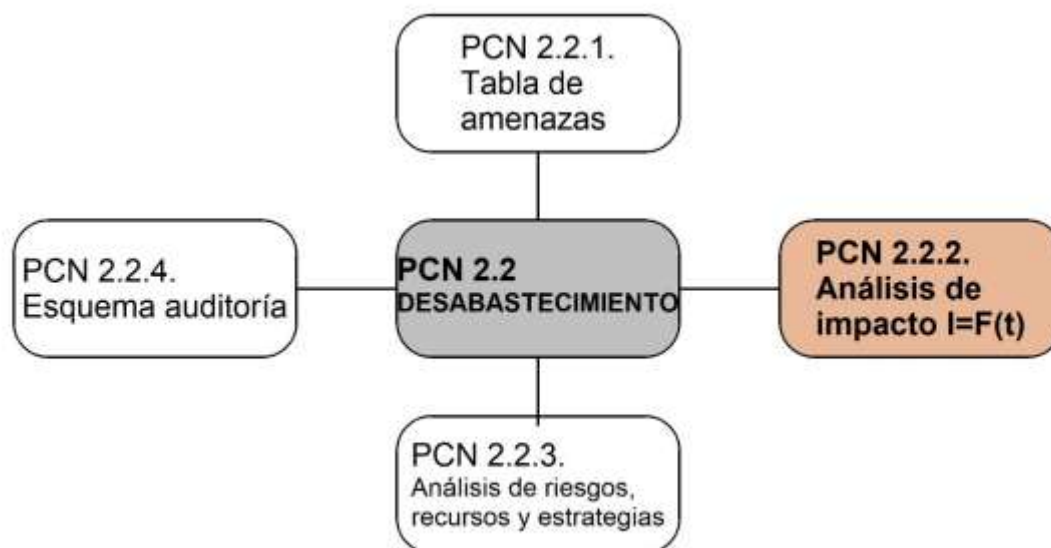 PCN 2.2.1.
Tabla de
amenazas
PCN 2.2.4.
Esquema auditoría
PCN 2.2
DESABASTECIMIENTO
PCN 2.2.2.
Análisis de
impacto I=F(t)
PCN 2.2.3.
Análisis de riesgos,
recursos y estrategias